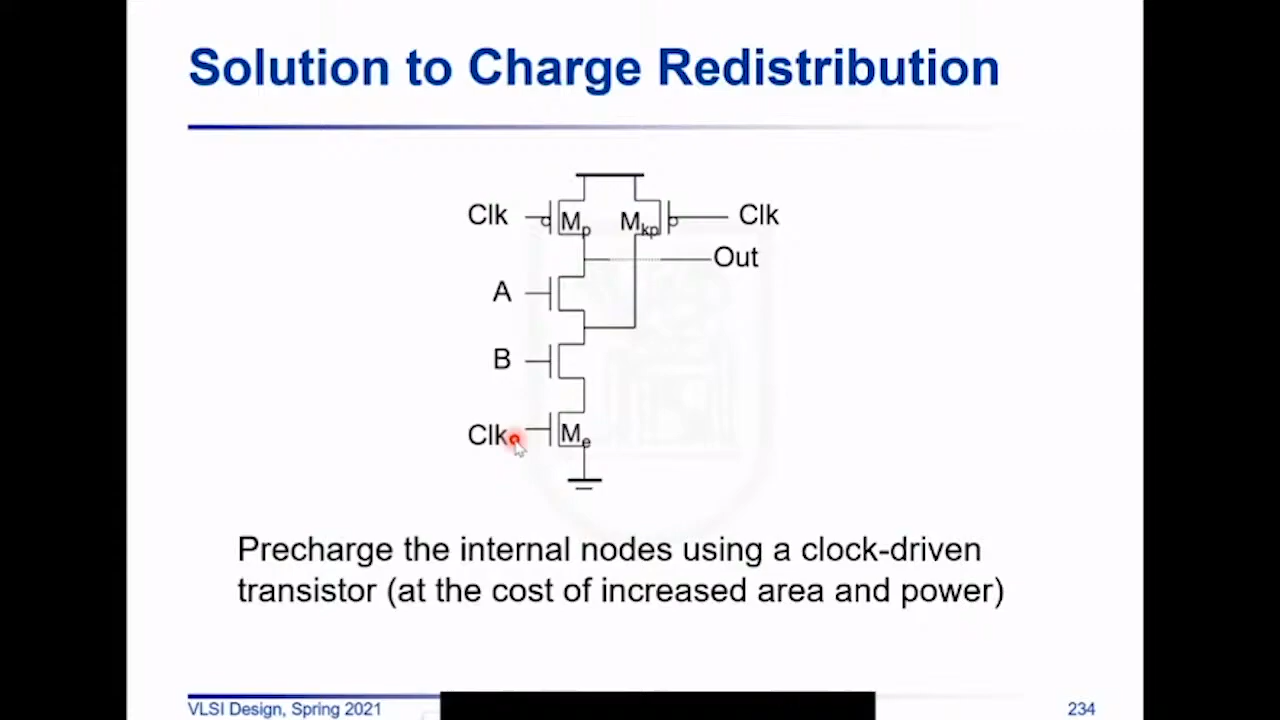 Solution to Charge Redistribution
Clk Mp Mkp Clk
Out
A
B
Clk Me
Precharge the internal nodes using a clock-driven
transistor (at the cost of increased area and power)
VLSI Design, Spring 2021
234